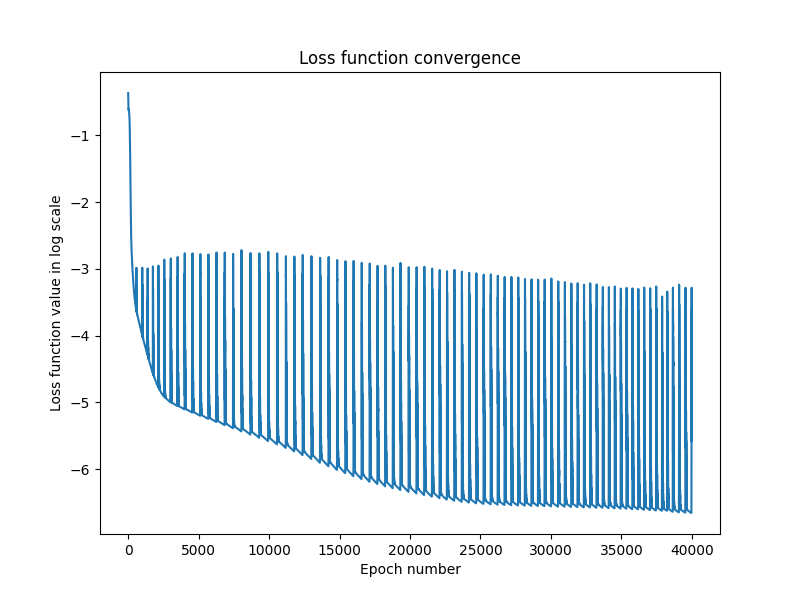 Loss function convergence
Loss function value in log scale
−1
−2
−3
−4
−5
−6
0 5000 10000 15000 20000 25000 30000 35000 40000
Epoch number